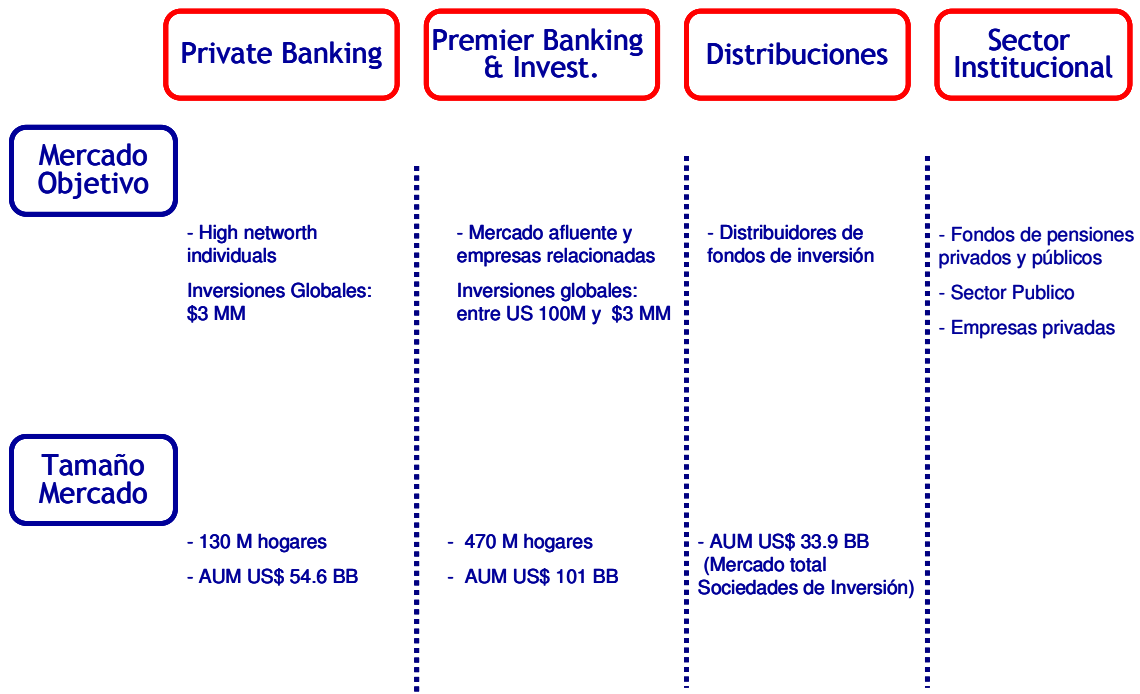 Private Banking
Premier Banking
& Invest.
Distribuciones
Sector
Institucional
Mercado
Objetivo
- High networth
individuals
Inversiones Globales:
$3 MM
- Mercado afluente y
empresas relacionadas
Inversiones globales:
entre US 100M y $3 MM
- Distribuidores de
fondos de inversión
- Fondos de pensiones
privados y públicos
- Sector Publico
- Empresas privadas
Tamaño
Mercado
- 130 M hogares
- AUM US$ 54.6 BB
- 470 M hogares
- AUM US$ 101 BB
- AUM US$ 33.9 BB
(Mercado total
Sociedades de Inversión)